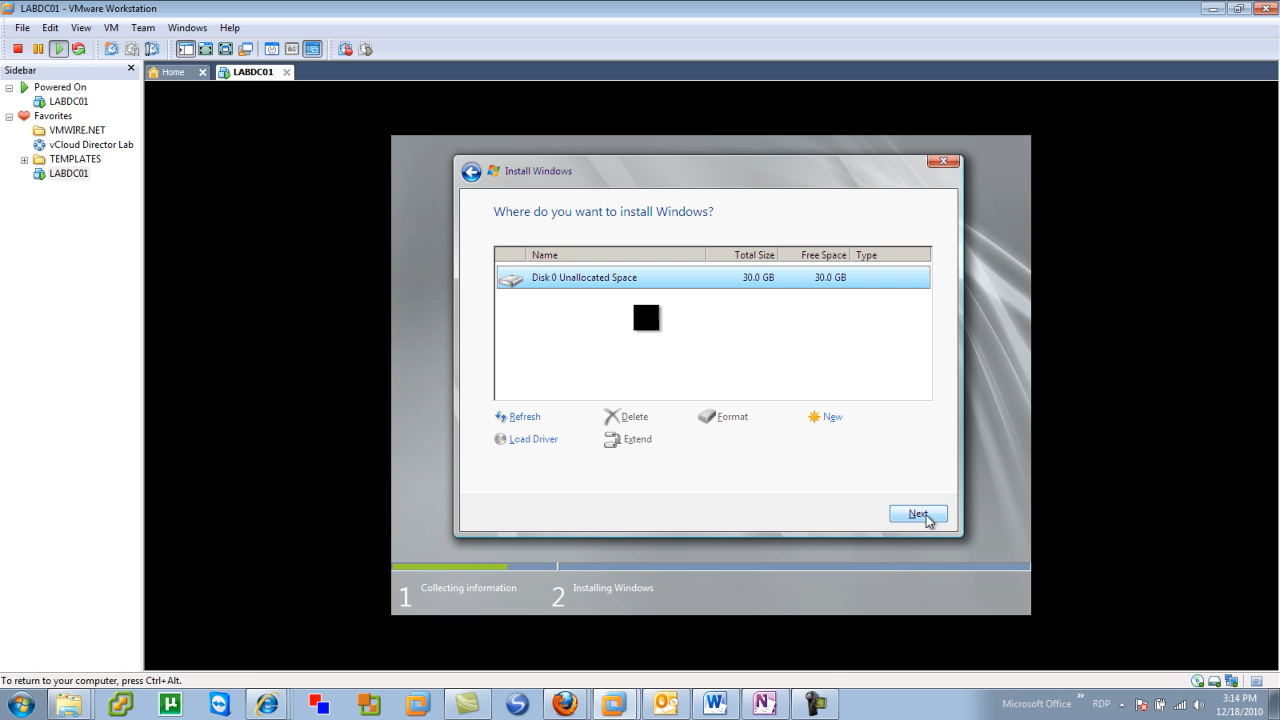 LABDC01 - VMware Workstation
File Edit View VM Team Windows Help
Sidebar
Home
LABDC01
Powered On
LABDC01
Favorites
VMWIRE.NET
vCloud Director Lab
TEMPLATES
LABDC01
Install Windows
Where do you want to install Windows?
Name Total Size Free Space Type
Disk 0 Unallocated Space 30.0 GB 30.0 GB
Refresh Delete Format New
Load Driver Extend
Next
1 Collecting information 2 Installing Windows
To return to your computer, press Ctrl+Alt.
Microsoft Office RDP
3:14 PM
12/18/2010